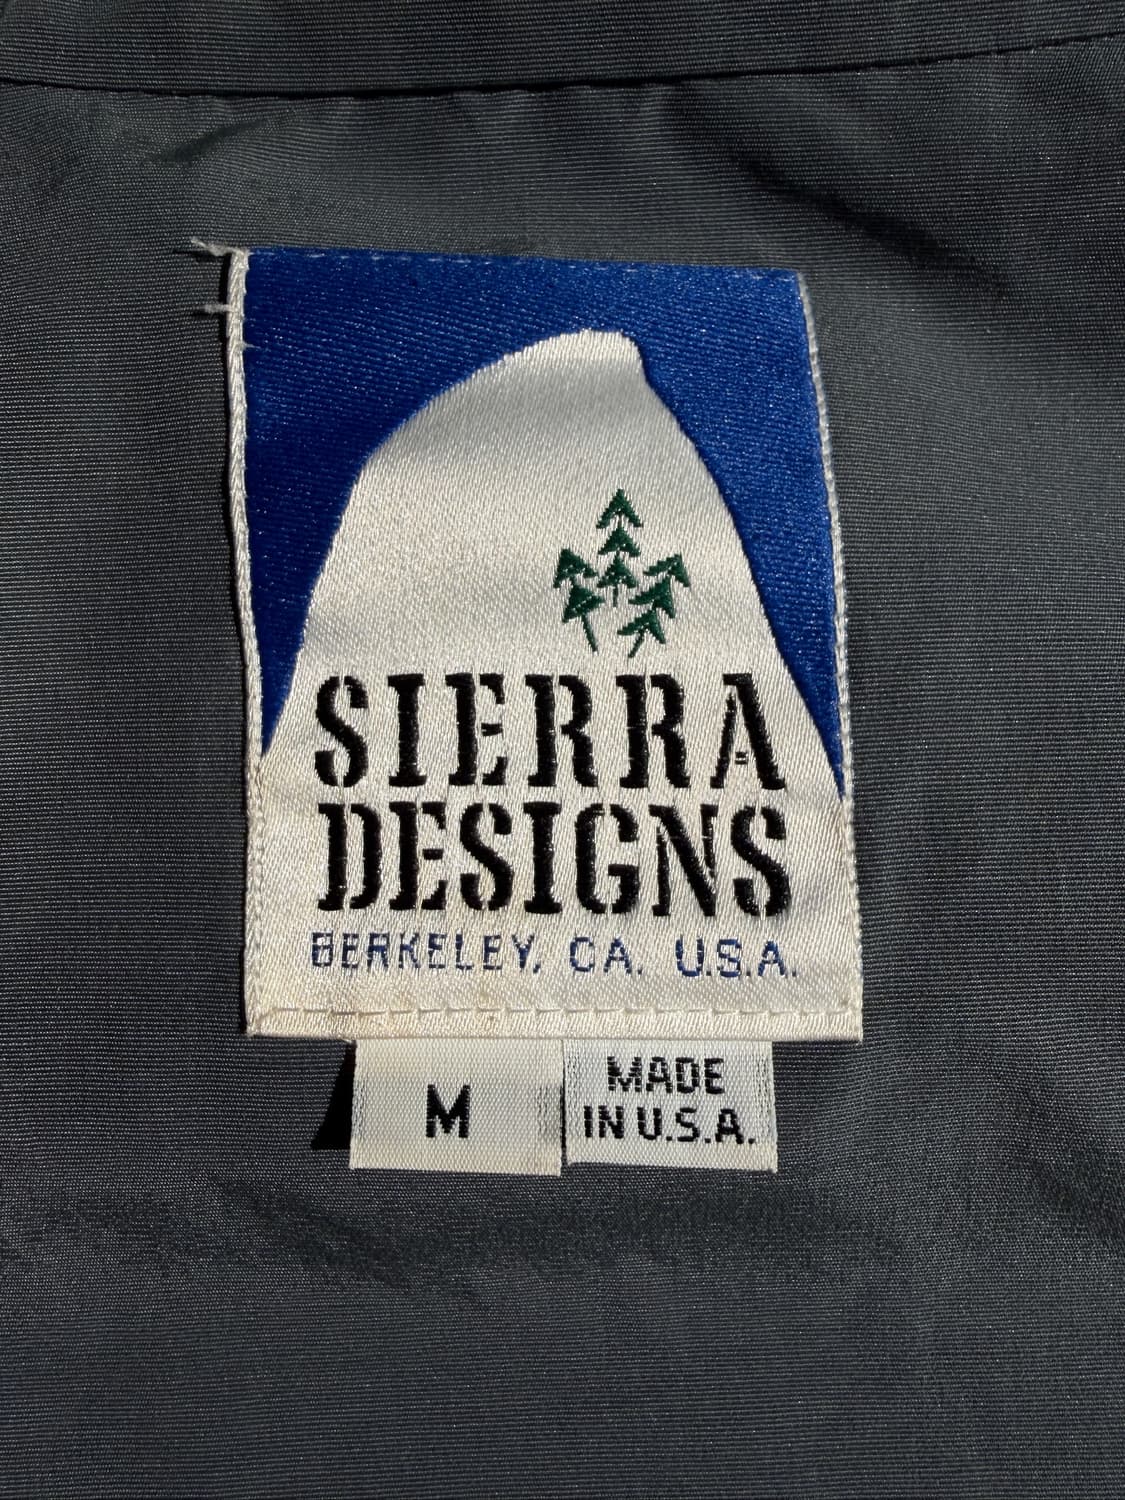 SIERRA
DESIGNS
BERKELEY, CA. U.S.A.
M
MADE
IN U.S.A.